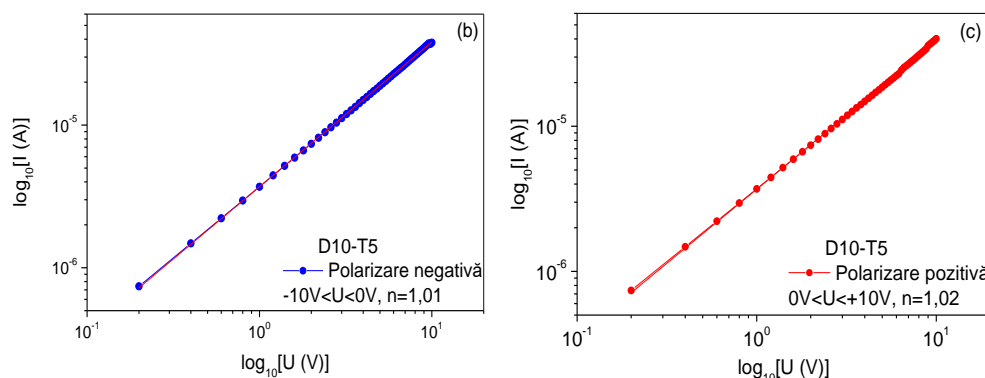 (b)
log₁₀[I (A)]
10⁻⁵
10⁻⁶
D10-T5
Polarizare negativă
-10V<U<0V, n=1,01
10⁻¹ 10⁰ 10¹
log₁₀[U (V)]
(c)
log₁₀[I (A)]
10⁻⁵
10⁻⁶
D10-T5
Polarizare pozitivă
0V<U<+10V, n=1,02
10⁻¹ 10⁰ 10¹
log₁₀[U (V)]